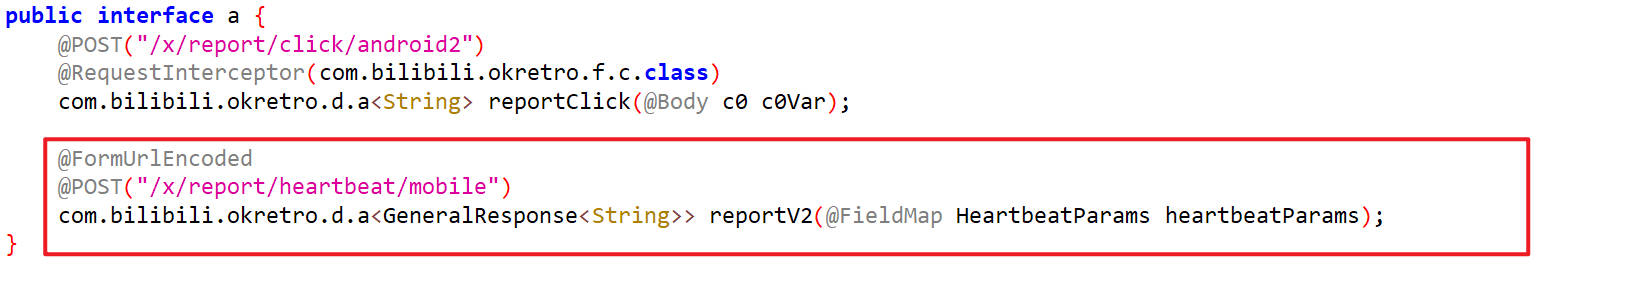 public interface a {
@POST("/x/report/click/android2")
@RequestInterceptor(com.bilibili.okretro.f.c.class)
com.bilibili.okretro.d.a<String> reportClick(@Body c0 c0Var);
@FormUrlEncoded
@POST("/x/report/heartbeat/mobile")
com.bilibili.okretro.d.a<GeneralResponse<String>> reportV2(@FieldMap HeartbeatParams heartbeatParams);
}